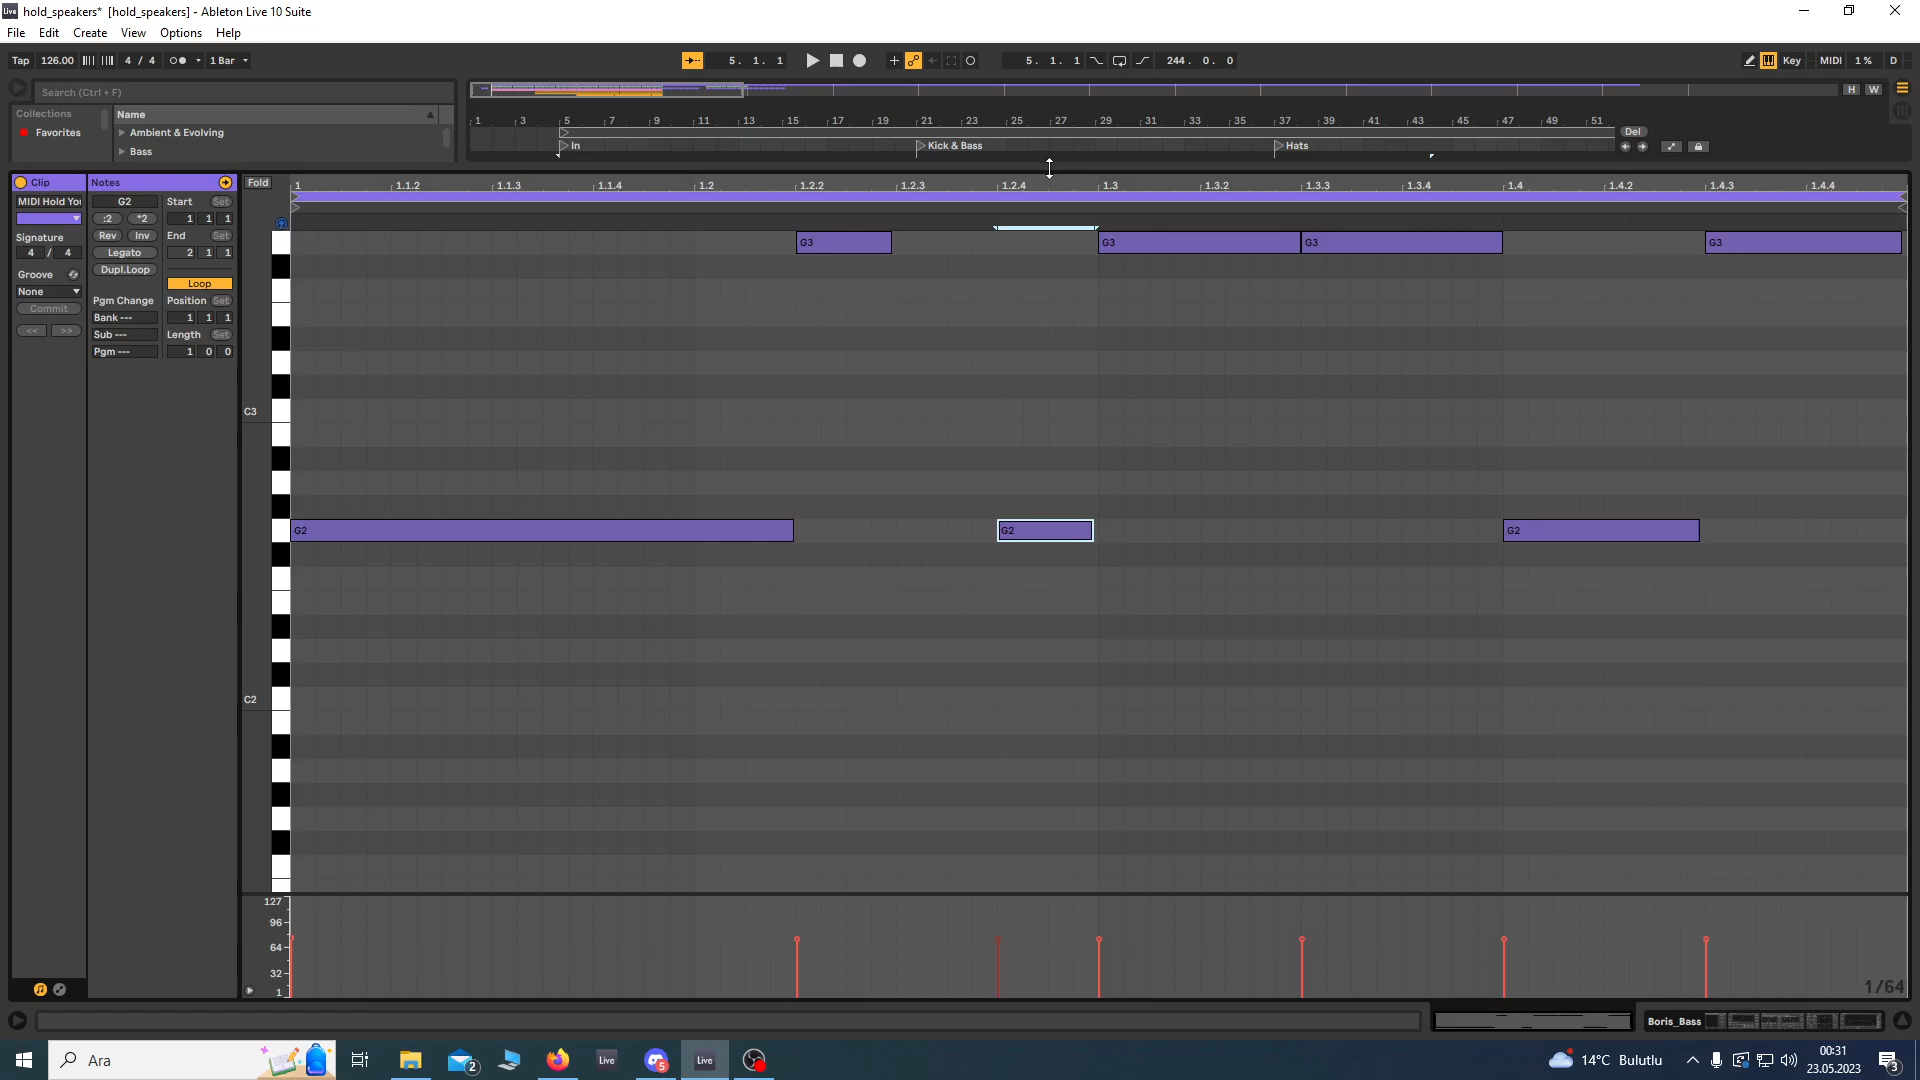 hold_speakers* [hold_speakers] - Ableton Live 10 Suite
File Edit Create View Options Help
Tap 126.00 4 / 4 1 Bar 5. 1. 1 5. 1. 1 244. 0. 0 Key MIDI 1 % D
Search (Ctrl + F)
H W
Collections Name
Favorites Ambient & Evolving
Bass
1 3 5 7 9 11 13 15 17 19 21 23 25 27 29 31 33 35 37 39 41 43 45 47 49 51
Del
In Kick & Bass Hats
Clip Notes Fold
1 1.1.2 1.1.3 1.1.4 1.2 1.2.2 1.2.3 1.2.4 1.3 1.3.2 1.3.3 1.3.4 1.4 1.4.2 1.4.3 1.4.4
MIDI Hold You G2 Start Set
:2 *2 1 1 1
Signature Rev Inv End Set
4 / 4 Legato 2 1 1
Groove Dupl.Loop
None Loop
Commit Pgm Change Position Set
Bank --- 1 1 1
<< >> Sub --- Length Set
Pgm --- 1 0 0
G3 G3 G3 G3
C3
G2 G2 G2
C2
127
96
64
32
1
1/64
Boris_Bass
Ara
2
Live
5
Live
14°C Bulutlu
00:31
23.05.2023
3